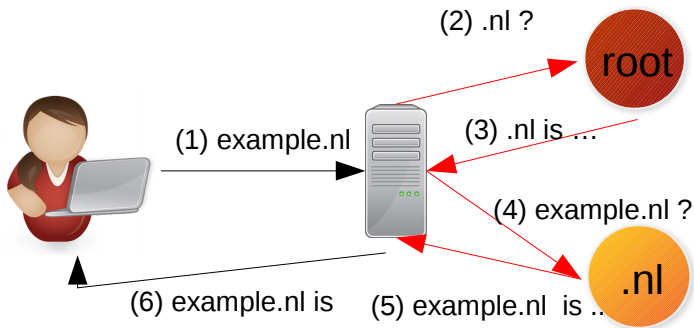 (2) .nl ?
root
(1) example.nl
(3) .nl is ...
(4) example.nl ?
.nl
(6) example.nl is
(5) example.nl is ..